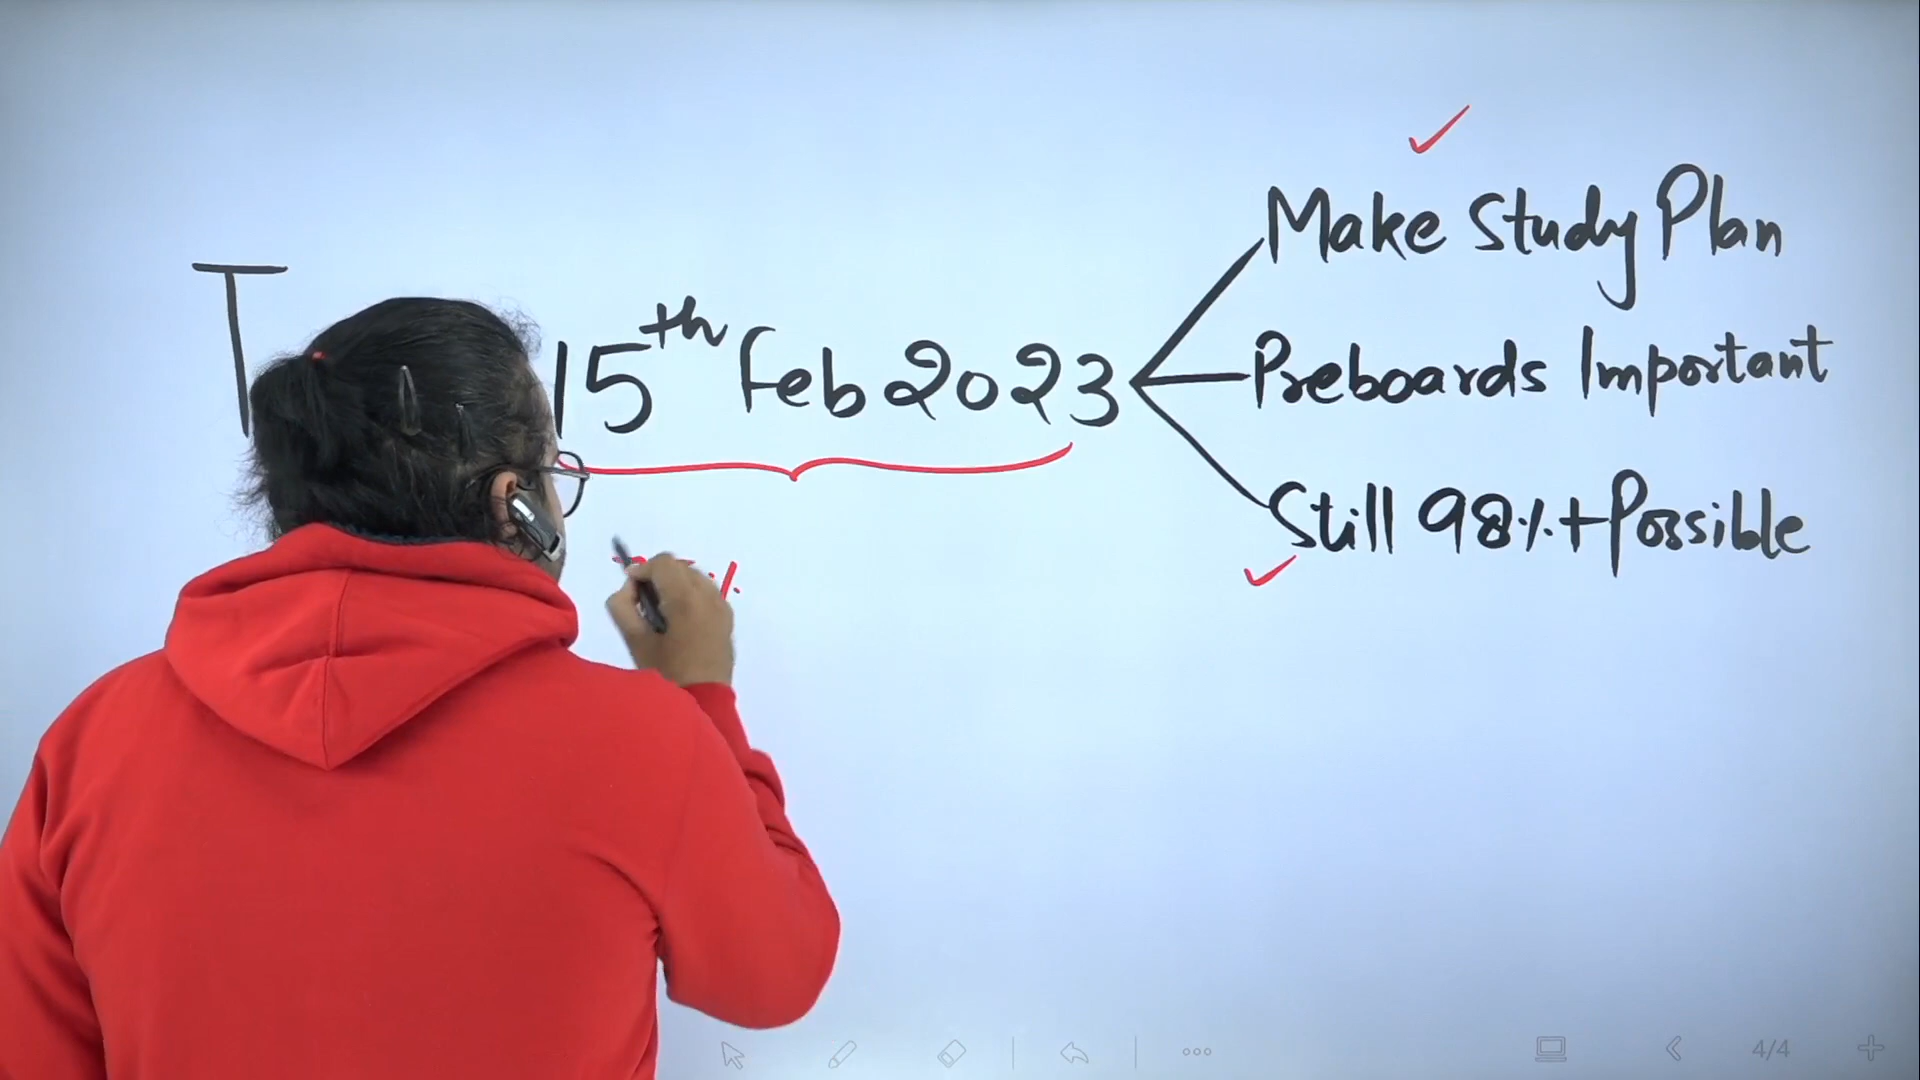 T
15th Feb 2023
Make Study Plan
Preboards Important
Still 98%+ Possible
%
4/4